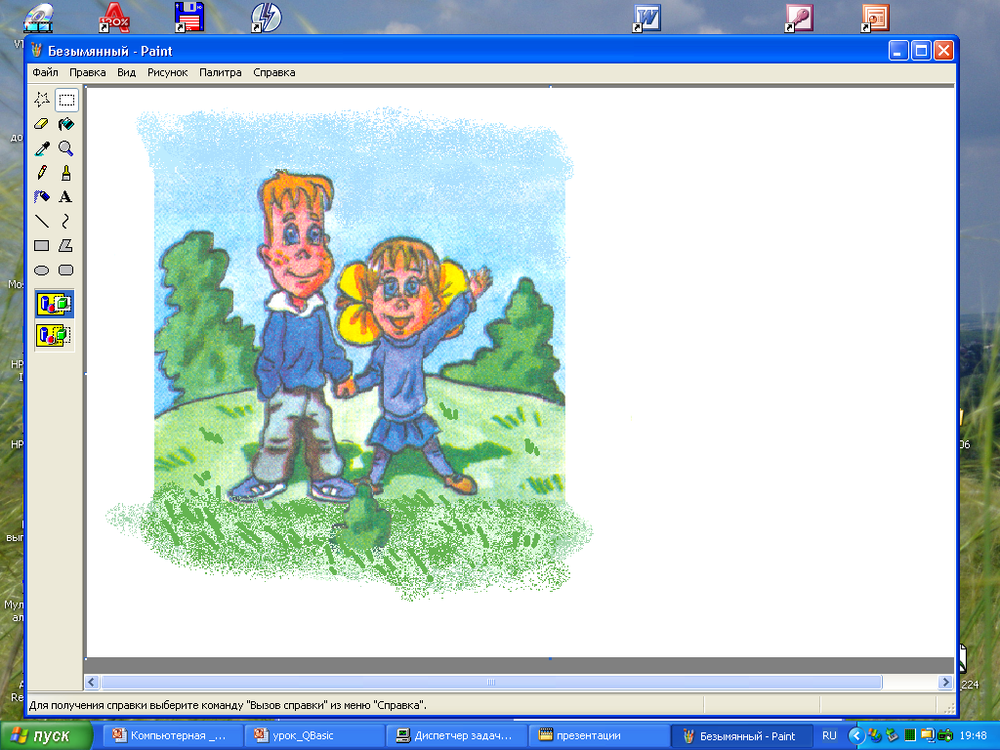 120%
W
Безымянный - Paint
Файл Правка Вид Рисунок Палитра Справка
A
Для получения справки выберите команду "Вызов справки" из меню "Справка".
пуск
Компьютерная _...
урок_QBasic
Диспетчер задач...
презентации
Безымянный - Paint
RU
19:48